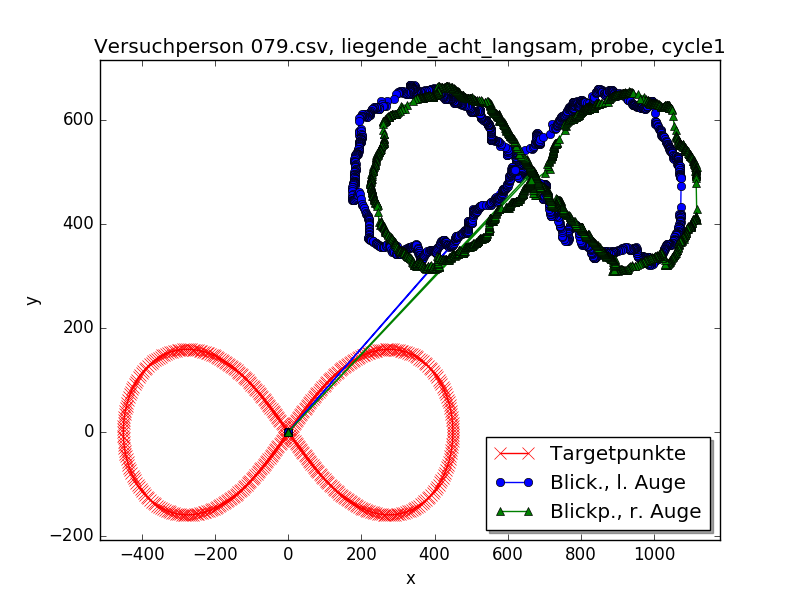 Versuchperson 079.csv, liegende_acht_langsam, probe, cycle1
y
600
400
200
0
−200
−400
−200
0
200
400
600
800
1000
x
Targetpunkte
Blick., l. Auge
Blickp., r. Auge